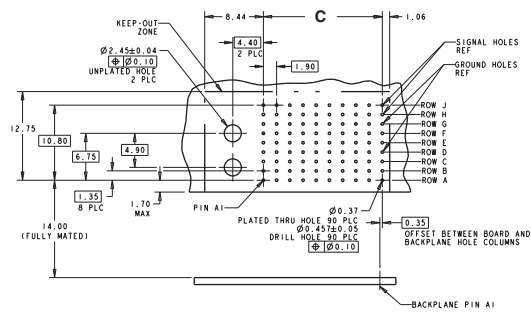 8.44
C
1.06
KEEP-OUT
ZONE
4.40
2 PLC
SIGNAL HOLES
REF
Ø2.45±0.04
⌖ Ø0.10
UNPLATED HOLE
2 PLC
1.90
GROUND HOLES
REF
ROW J
ROW H
ROW G
ROW F
ROW E
ROW D
ROW C
ROW B
ROW A
12.75
10.80
6.75
4.90
1.35
8 PLC
1.70
MAX
PIN A1
Ø0.37
PLATED THRU HOLE 90 PLC
Ø0.457±0.05
DRILL HOLE 90 PLC
⌖ Ø0.10
0.35
OFFSET BETWEEN BOARD AND
BACKPLANE HOLE COLUMNS
14.00
(FULLY MATED)
BACKPLANE PIN A1